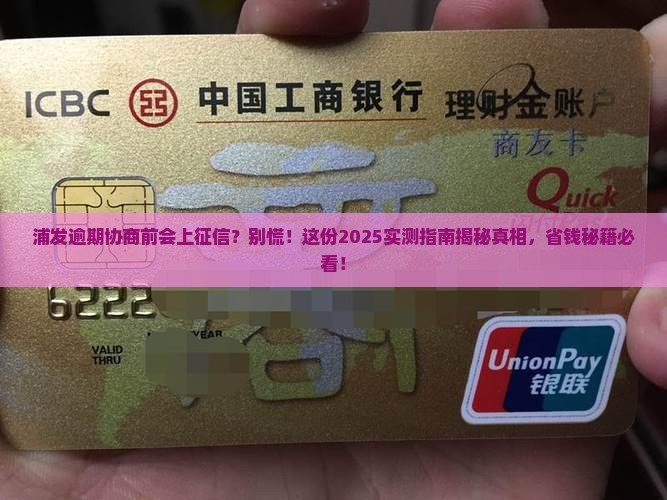 ICBC 中国工商银行 理财金账户
商友卡
Quick
浦发逾期协商前会上征信？别慌！这份2025实测指南揭秘真相，省钱秘籍必
看！
6222
YEAR
VALID
THRU
UnionPay
银联